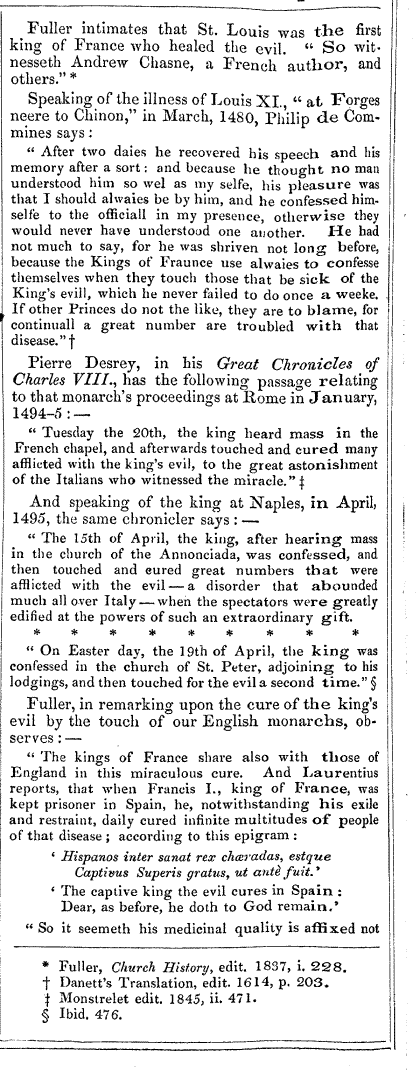 Fuller intimates that St. Louis was the first
king of France who healed the evil. “ So wit-
nesseth Andrew Chasne, a French author, and
others.” *
Speaking of the illness of Louis XI., “ at Forges
neere to Chinon,” in March, 1480, Philip de Com-
mines says :
“ After two daies he recovered his speech and his
memory after a sort : and because he thought no man
understood him so wel as my selfe, his pleasure was
that I should alwaies be by him, and he confessed him-
selfe to the officiall in my presence, otherwise they
would never have understood one another. He had
not much to say, for he was shriven not long before,
because the Kings of Fraunce use alwaies to confesse
themselves when they touch those that be sick of the
King's evill, which he never failed to do once a weeke.
If other Princes do not the like, they are to blame, for
continuall a great number are troubled with that
disease.” †
Pierre Desrey, in his Great Chronicles of
Charles VIII., has the following passage relating
to that monarch's proceedings at Rome in January,
1494-5 : —
“ Tuesday the 20th, the king heard mass in the
French chapel, and afterwards touched and cured many
afflicted with the king's evil, to the great astonishment
of the Italians who witnessed the miracle.” ‡
And speaking of the king at Naples, in April,
1495, the same chronicler says : —
“ The 15th of April, the king, after hearing mass
in the church of the Annonciada, was confessed, and
then touched and cured great numbers that were
afflicted with the evil — a disorder that abounded
much all over Italy — when the spectators were greatly
edified at the powers of such an extraordinary gift.
* * * * * * * * *
“ On Easter day, the 19th of April, the king was
confessed in the church of St. Peter, adjoining to his
lodgings, and then touched for the evil a second time.” §
Fuller, in remarking upon the cure of the king's
evil by the touch of our English monarchs, ob-
serves : —
“ The kings of France share also with those of
England in this miraculous cure. And Laurentius
reports, that when Francis I., king of France, was
kept prisoner in Spain, he, notwithstanding his exile
and restraint, daily cured infinite multitudes of people
of that disease ; according to this epigram :
‘ Hispanos inter sanat rex chæradas, estque
Captivus Superis gratus, ut antè fuit.’
‘ The captive king the evil cures in Spain :
Dear, as before, he doth to God remain.’
“ So it seemeth his medicinal quality is affixed not
* Fuller, Church History, edit. 1837, i. 228.
† Danett's Translation, edit. 1614, p. 203.
‡ Monstrelet edit. 1845, ii. 471.
§ Ibid. 476.